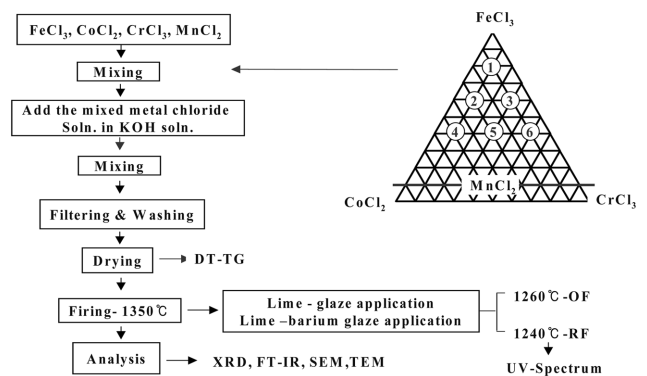 FeCl3, CoCl2, CrCl3, MnCl2
Mixing
Add the mixed metal chloride
Soln. in KOH soln.
Mixing
Filtering & Washing
Drying
DT-TG
Firing- 1350℃
Lime - glaze application
Lime –barium glaze application
1260℃-OF
1240℃-RF
UV-Spectrum
Analysis
XRD, FT-IR, SEM,TEM
FeCl3
1
2
3
4
5
6
MnCl2
CoCl2
CrCl3